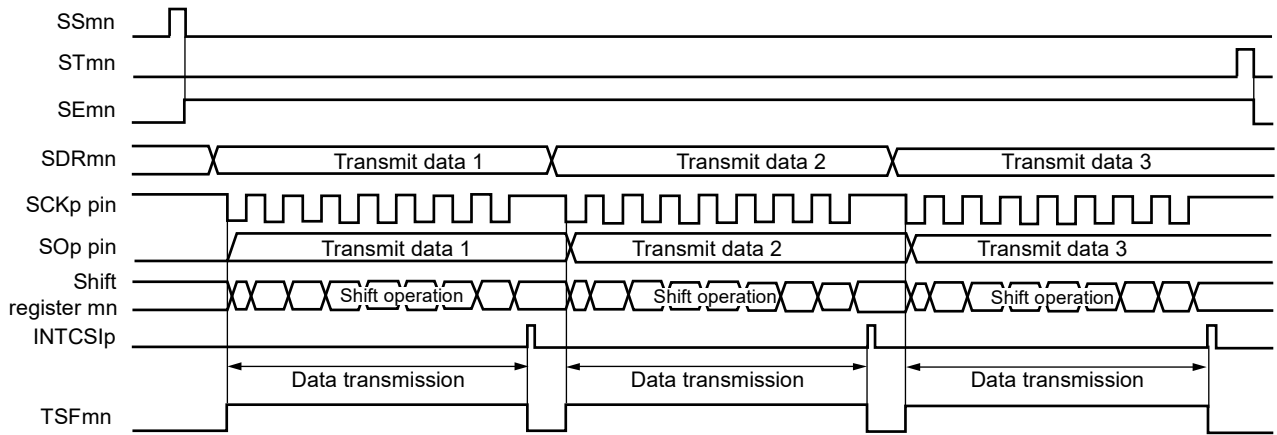 SSmn
STmn
SEmn
SDRmn Transmit data 1 Transmit data 2 Transmit data 3
SCKp pin
SOp pin Transmit data 1 Transmit data 2 Transmit data 3
Shift
register mn Shift operation Shift operation Shift operation
INTCSIp
Data transmission Data transmission Data transmission
TSFmn